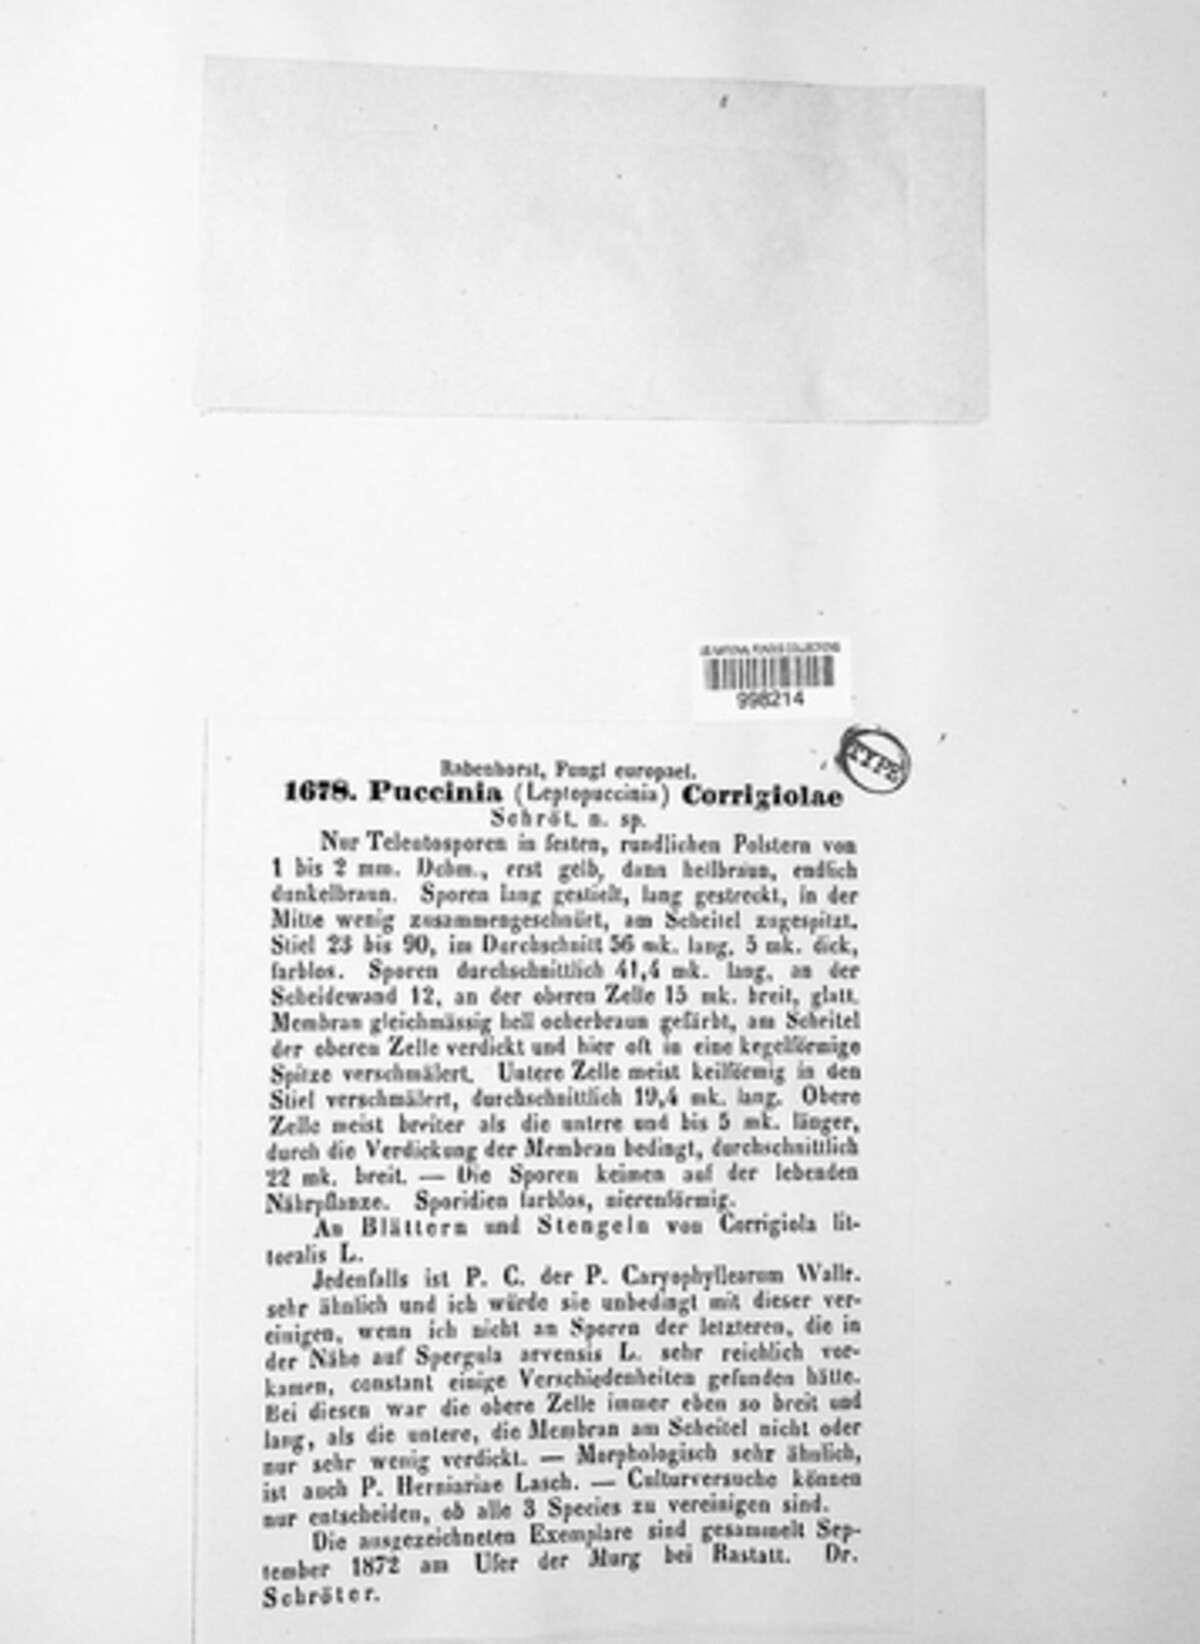 US NATIONAL FUNGUS COLLECTIONS
998214
TYPE
Rabenhorst, Fungi europaei.
1678. Puccinia (Leptopuccinia) Corrigiolae
Schröt. n. sp.
Nur Teleutosporen in festen, rundlichen Polstern von
1 bis 2 mm. Dchm., erst gelb, dann hellbraun, endlich
dunkelbraun. Sporen lang gestielt, lang gestreckt, in der
Mitte wenig zusammengeschnürt, am Scheitel zugespitzt.
Stiel 23 bis 90, im Durchschnitt 56 mk. lang, 5 mk. dick,
farblos. Sporen durchschnittlich 41,4 mk. lang, an der
Scheidewand 12, an der oberen Zelle 15 mk. breit, glatt.
Membran gleichmässig hell ocherbraun gefärbt, am Scheitel
der oberen Zelle verdickt und hier oft in eine kegelförmige
Spitze verschmälert. Untere Zelle meist keilförmig in den
Stiel verschmälert, durchschnittlich 19,4 mk. lang. Obere
Zelle meist breiter als die untere und bis 5 mk. länger,
durch die Verdickung der Membran bedingt, durchschnittlich
22 mk. breit. — Die Sporen keimen auf der lebenden
Nährpflanze. Sporidien farblos, nierenförmig.
An Blättern und Stengeln von Corrigiola lit-
toralis L.
Jedenfalls ist P. C. der P. Caryophyllearum Wallr.
sehr ähnlich und ich würde sie unbedingt mit dieser ver-
einigen, wenn ich nicht an Sporen der letzteren, die in
der Nähe auf Spergula arvensis L. sehr reichlich vor-
kamen, constant einige Verschiedenheiten gefunden hätte.
Bei diesen war die obere Zelle immer eben so breit und
lang, als die untere, die Membran am Scheitel nicht oder
nur sehr wenig verdickt. — Morphologisch sehr ähnlich,
ist auch P. Herniariae Lasch. — Culturversuche können
nur entscheiden, ob alle 3 Species zu vereinigen sind.
Die ausgezeichneten Exemplare sind gesammelt Sep-
tember 1872 am Ufer der Murg bei Rastatt. Dr.
Schröter.